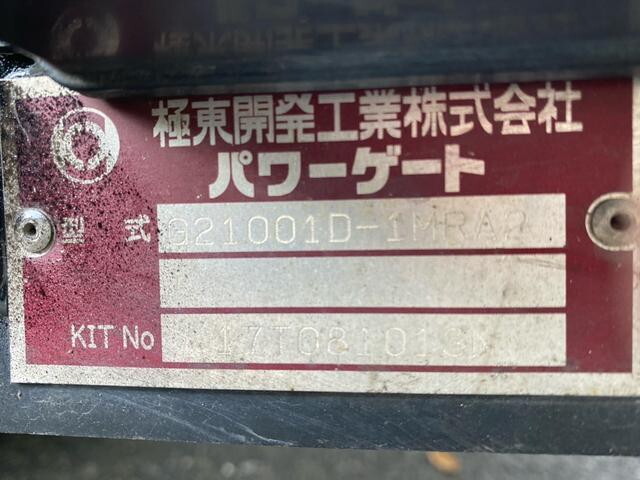 極東開発工業株式会社
パワーゲート
型式 G21001D-1MRA2
KIT No 17T081013